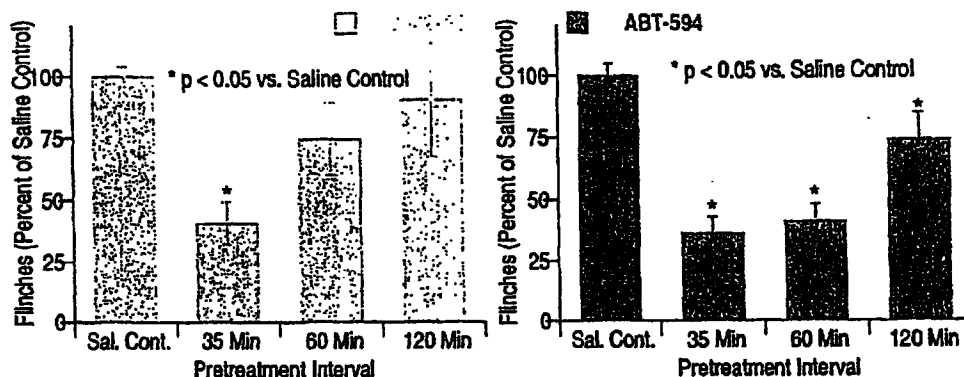 ABT-594
Flinches (Percent of Saline Control)
100
75
50
25
0
* p < 0.05 vs. Saline Control
*
Sal. Cont. 35 Min 60 Min 120 Min
Pretreatment Interval
Flinches (Percent of Saline Control)
100
75
50
25
0
* p < 0.05 vs. Saline Control
*
*
*
Sal. Cont. 35 Min 60 Min 120 Min
Pretreatment Interval